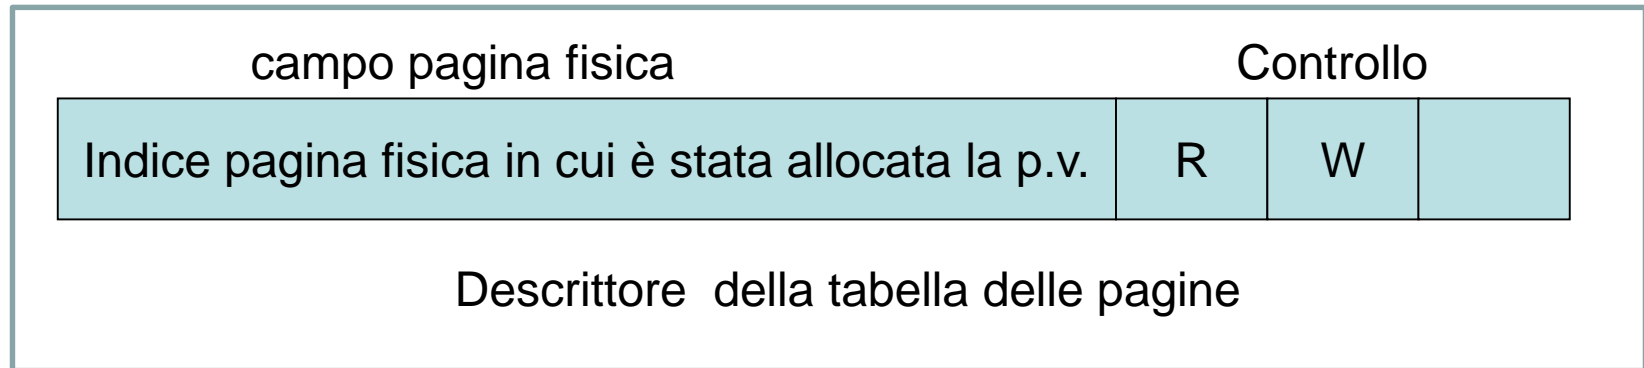 campo pagina fisica Controllo
Indice pagina fisica in cui è stata allocata la p.v. R W
Descrittore della tabella delle pagine